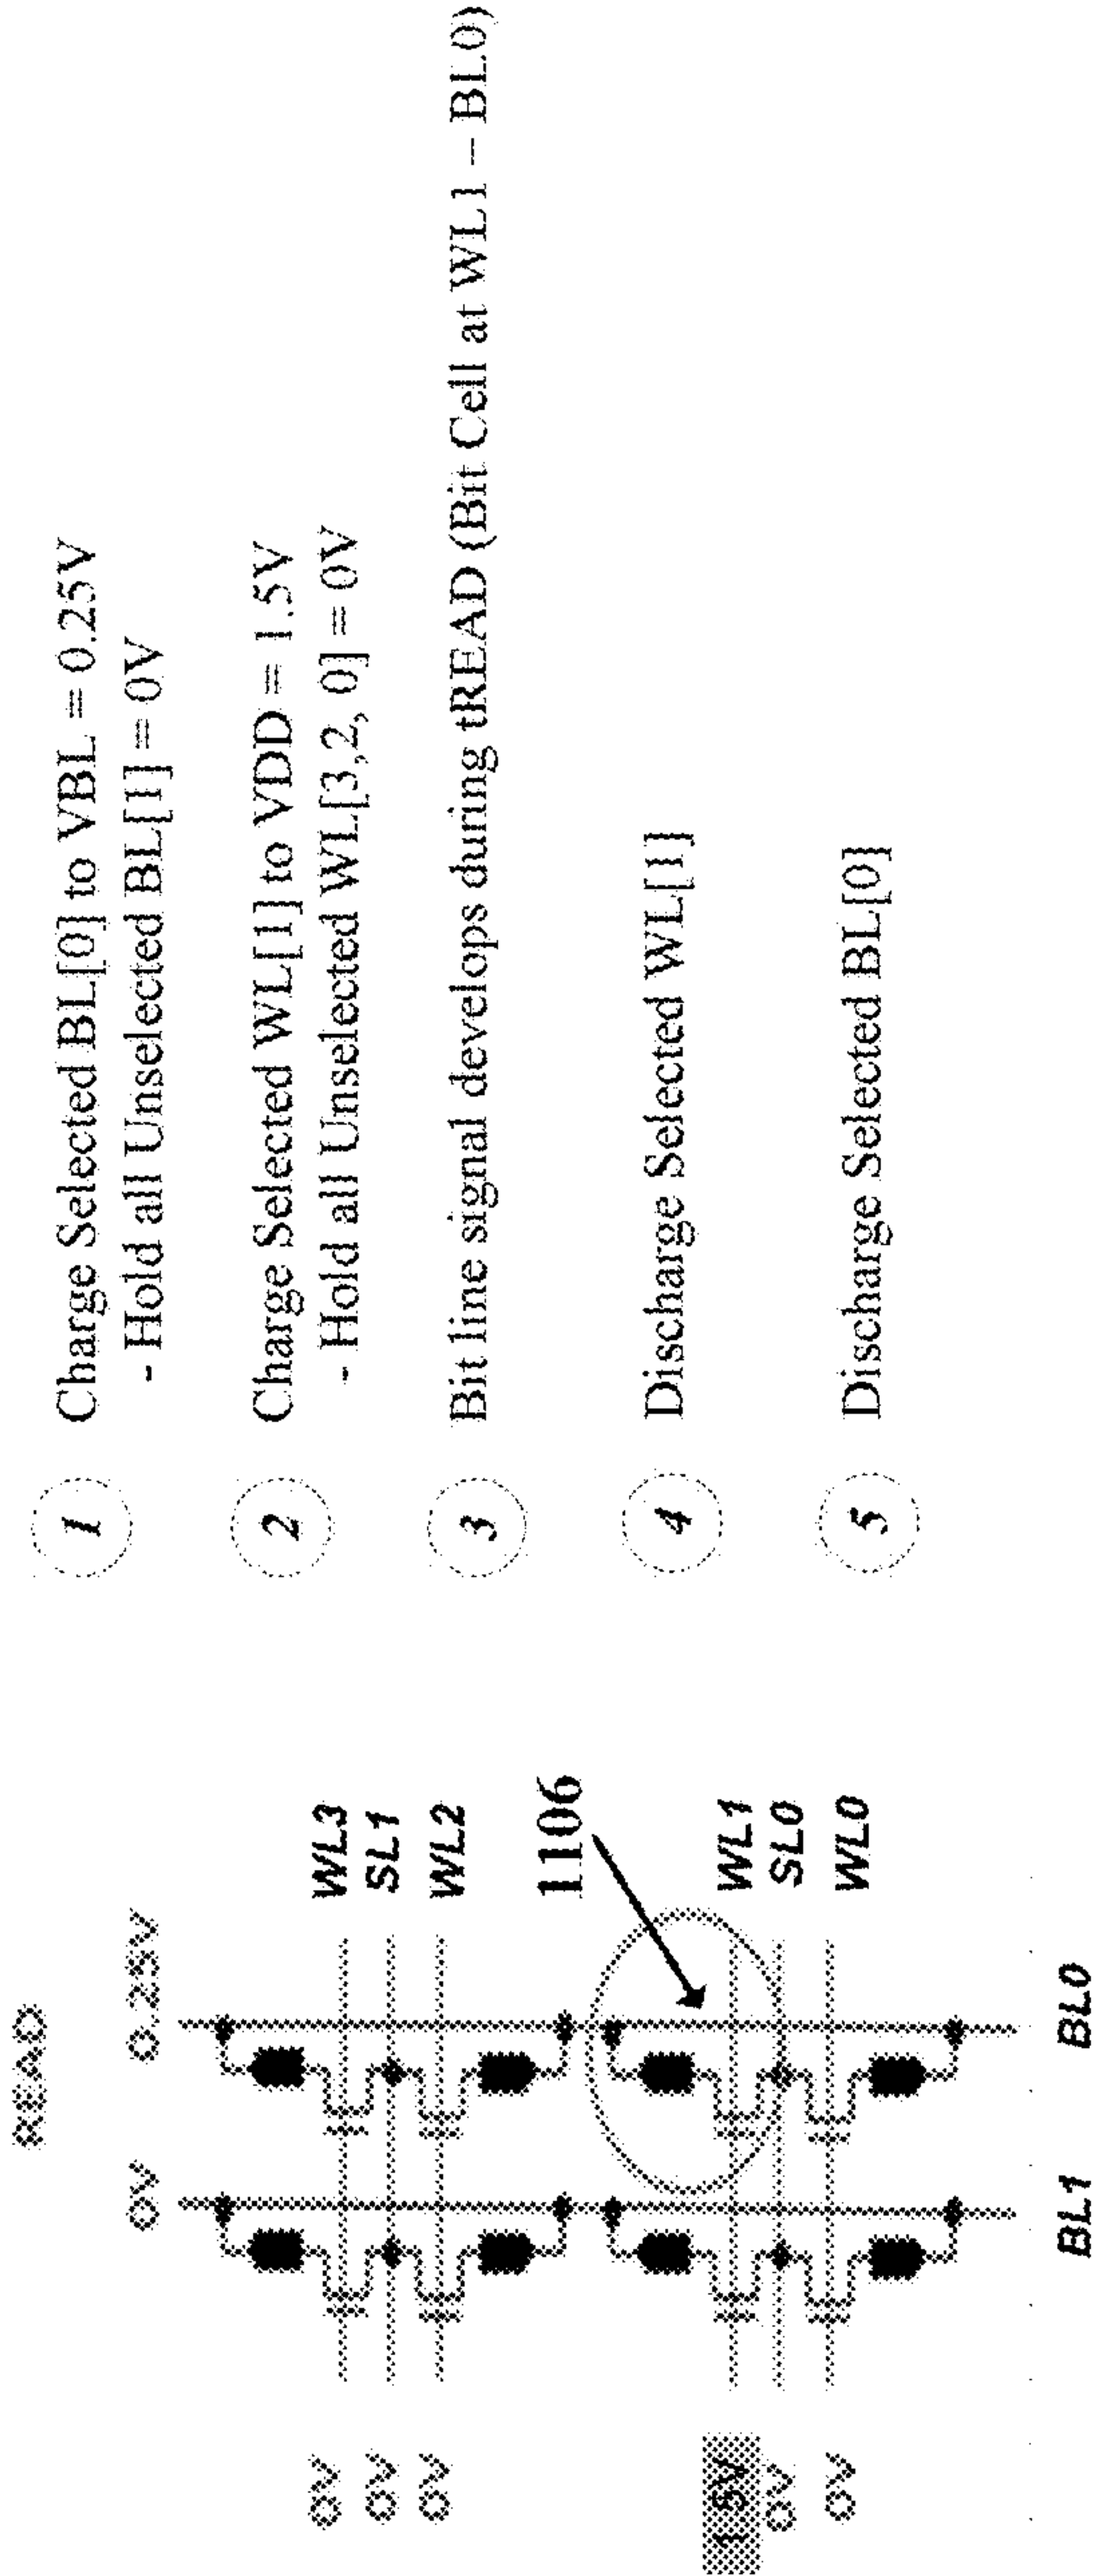 READ
0V 0.25V
0V WL3
0V SL1
0V WL2
1106
1.5V WL1
0V SL0
0V WL0
BL1 BL0
1 Charge Selected BL[0] to VBL = 0.25V
- Hold all Unselected BL[1] = 0V
2 Charge Selected WL[1] to VDD = 1.5V
- Hold all Unselected WL[3,2, 0] = 0V
3 Bit line signal develops during tREAD (Bit Cell at WL1 – BL0)
4 Discharge Selected WL[1]
5 Discharge Selected BL[0]